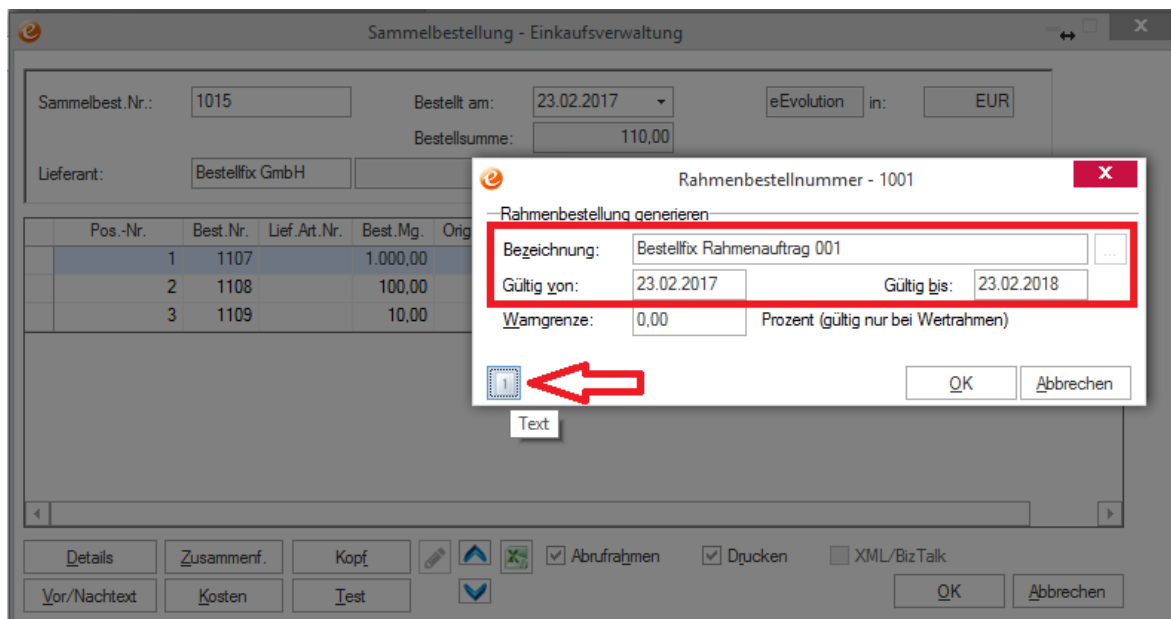 Sammelbestellung - Einkaufsverwaltung
Sammelbest.Nr.: 1015 Bestellt am: 23.02.2017 eEvolution in: EUR
Bestellsumme: 110,00
Lieferant: Bestellfix GmbH
Pos.-Nr. Best.Nr. Lief.Art.Nr. Best.Mg. Orig
1 1107 1.000,00
2 1108 100,00
3 1109 10,00
Rahmenbestellnummer - 1001
Rahmenbestellung generieren
Bezeichnung: Bestellfix Rahmenauftrag 001 ...
Gültig von: 23.02.2017 Gültig bis: 23.02.2018
Warngrenze: 0,00 Prozent (gültig nur bei Wertrahmen)
1 OK Abbrechen
Text
Details Zusammenf. Kopf Abrufrahmen Drucken XML/BizTalk
Vor/Nachtext Kosten Test OK Abbrechen